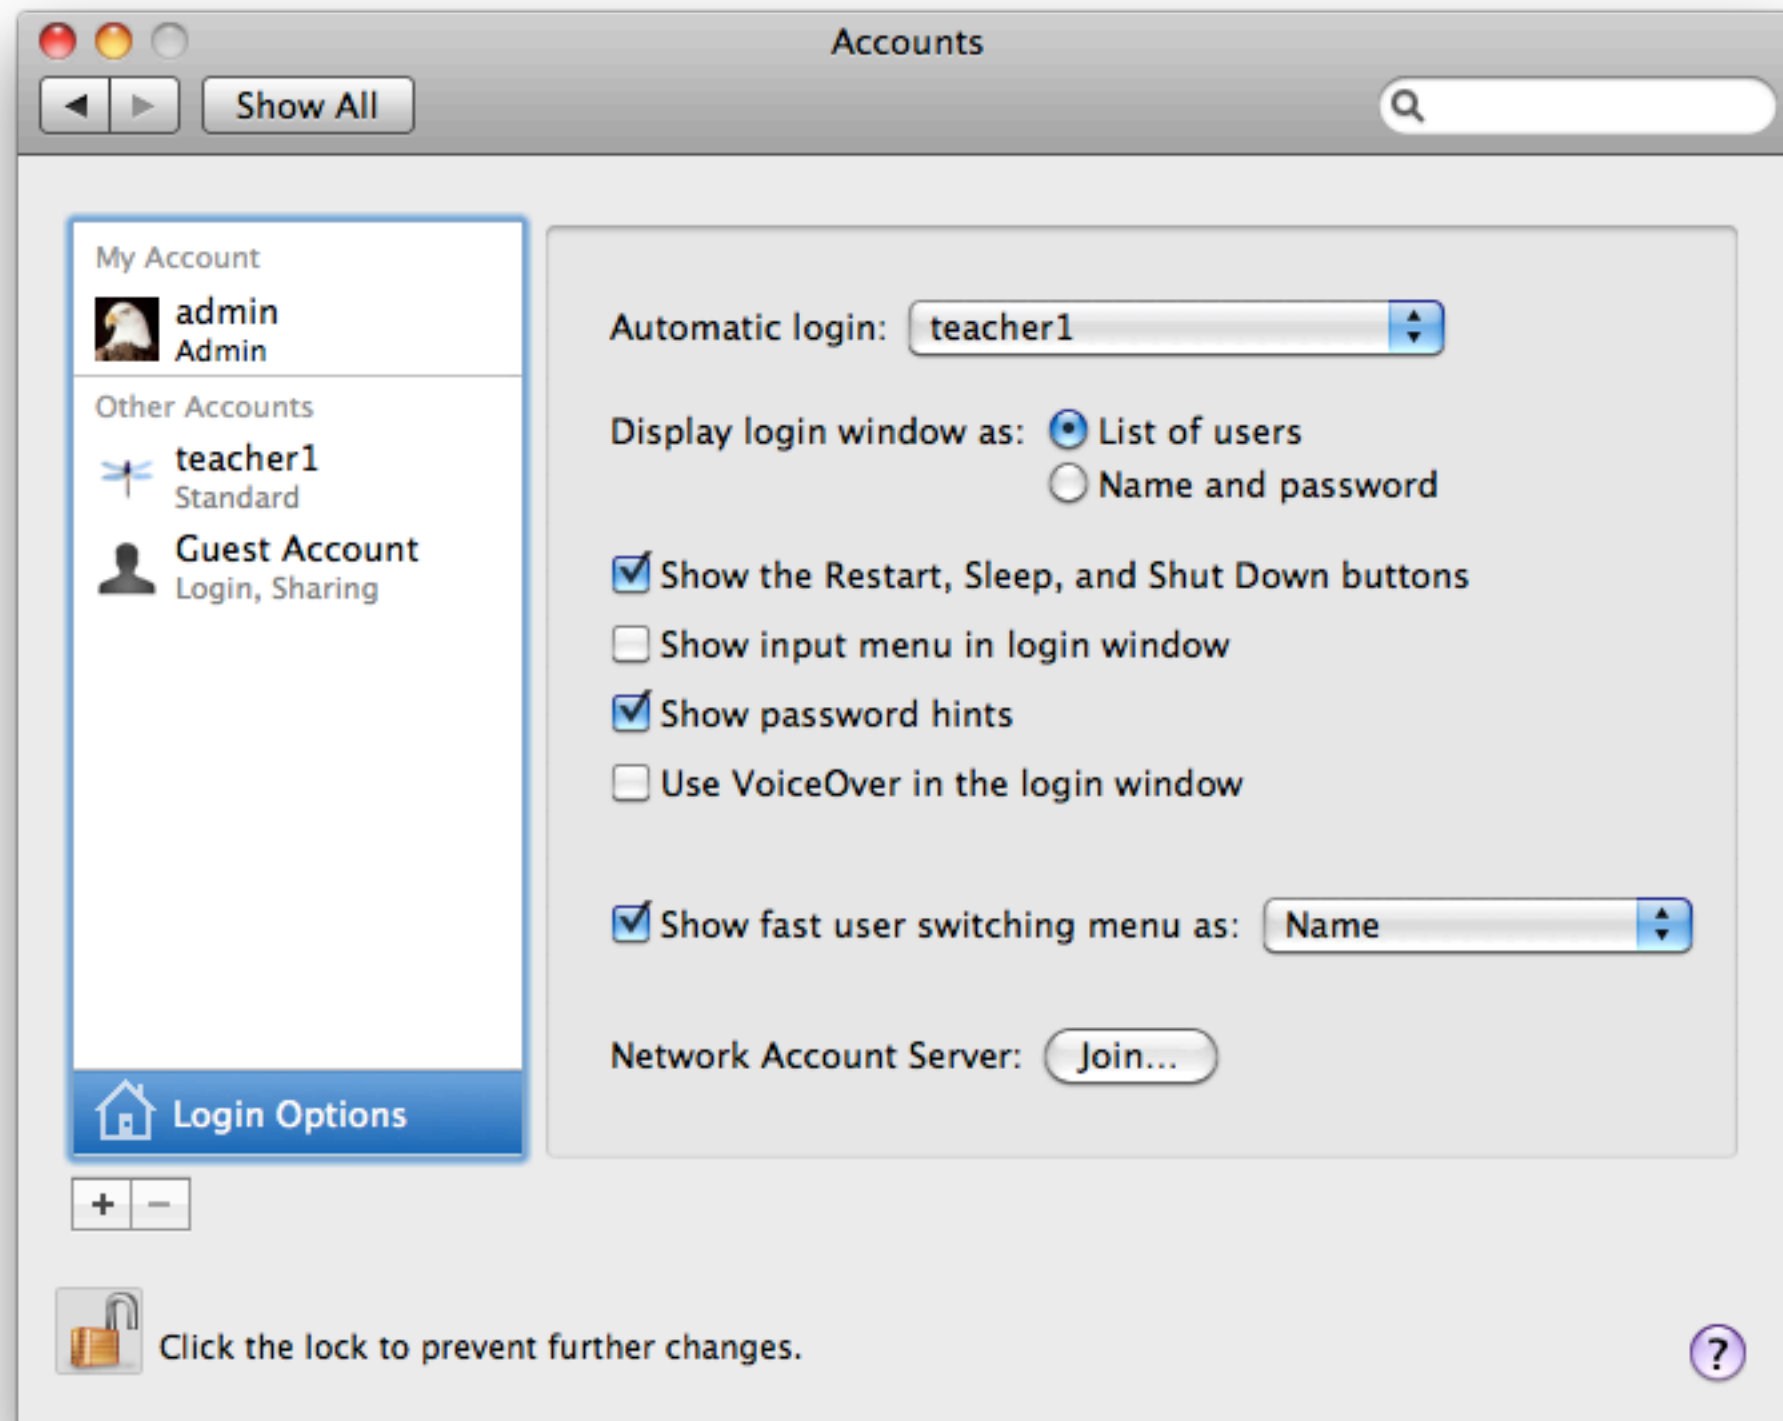 Accounts
Show All
My Account
admin
Admin
Other Accounts
teacher1
Standard
Guest Account
Login, Sharing
Login Options
Automatic login: teacher1
Display login window as: List of users
Name and password
Show the Restart, Sleep, and Shut Down buttons
Show input menu in login window
Show password hints
Use VoiceOver in the login window
Show fast user switching menu as: Name
Network Account Server: Join...
+ −
Click the lock to prevent further changes.
?